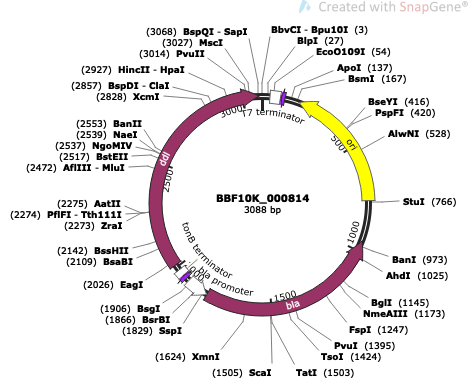 Created with SnapGene®
(3068) BspQI - SapI
(3027) MscI
(3014) PvuII
(2927) HincII - HpaI
(2857) BspDI - ClaI
(2828) XcmI
(2553) BanII
(2539) NaeI
(2537) NgoMIV
(2517) BstEII
(2472) AflIII - MluI
(2275) AatII
(2274) PflFI - Tth111I
(2273) ZraI
(2142) BssHII
(2109) BsaBI
(2026) EagI
(1906) BsgI
(1866) BsrBI
(1829) SspI
(1624) XmnI
(1505) ScaI
BbvCI - Bpu10I (3)
BlpI (27)
EcoO109I (54)
ApoI (137)
BsmI (167)
BseYI (416)
PspFI (420)
AlwNI (528)
StuI (766)
BanI (973)
AhdI (1025)
BglI (1145)
NmeAIII (1173)
FspI (1247)
PvuI (1395)
TsoI (1424)
TatI (1503)
3000
T7 terminator
500
ori
1000
1500
bla
bla promoter
tonB terminator
2500
ddl
BBF10K_000814
3088 bp